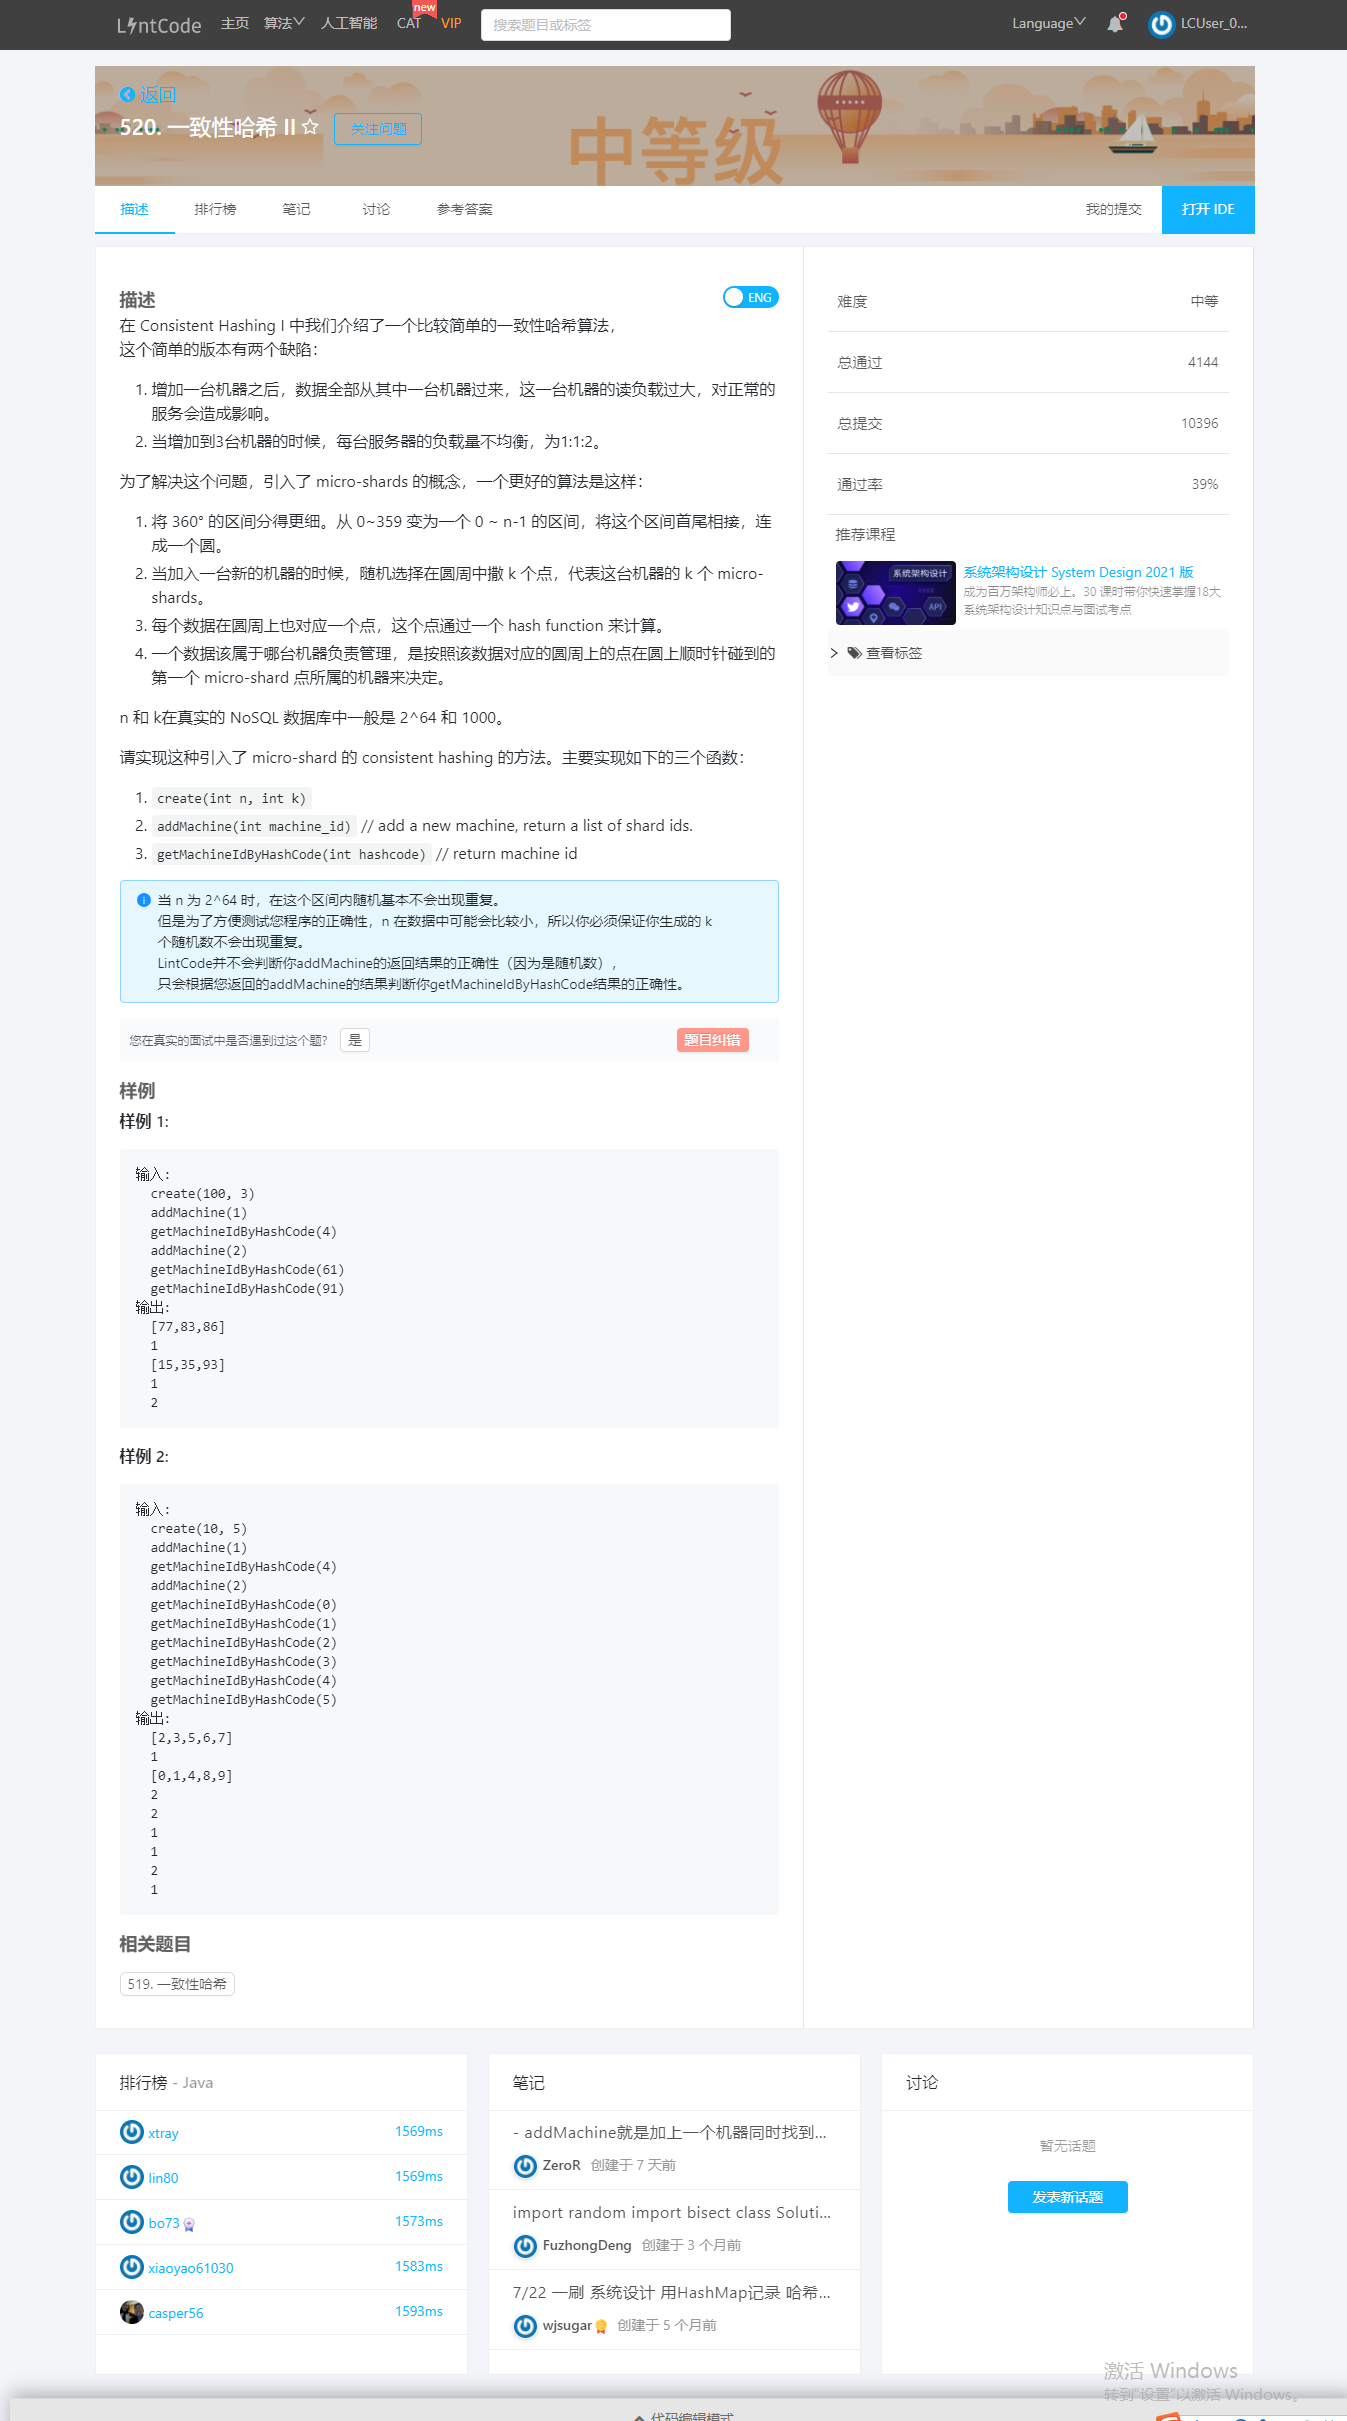 LintCode 主页 算法 人工智能 CAT new VIP 搜索题目或标签 Language LCUser_0...
返回
520. 一致性哈希 II 关注问题
中等级
描述 排行榜 笔记 讨论 参考答案 我的提交 打开 IDE
描述 ENG
在 Consistent Hashing I 中我们介绍了一个比较简单的一致性哈希算法，
这个简单的版本有两个缺陷：
1. 增加一台机器之后，数据全部从其中一台机器过来，这一台机器的读负载过大，对正常的
服务会造成影响。
2. 当增加到3台机器的时候，每台服务器的负载量不均衡，为1:1:2。
为了解决这个问题，引入了 micro-shards 的概念，一个更好的算法是这样：
1. 将 360° 的区间分得更细。从 0~359 变为一个 0 ~ n-1 的区间，将这个区间首尾相接，连
成一个圆。
2. 当加入一台新的机器的时候，随机选择在圆周中撒 k 个点，代表这台机器的 k 个 micro-
shards。
3. 每个数据在圆周上也对应一个点，这个点通过一个 hash function 来计算。
4. 一个数据该属于哪台机器负责管理，是按照该数据对应的圆周上的点在圆上顺时针碰到的
第一个 micro-shard 点所属的机器来决定。
n 和 k在真实的 NoSQL 数据库中一般是 2^64 和 1000。
请实现这种引入了 micro-shard 的 consistent hashing 的方法。主要实现如下的三个函数：
1. create(int n, int k)
2. addMachine(int machine_id) // add a new machine, return a list of shard ids.
3. getMachineIdByHashCode(int hashcode) // return machine id
当 n 为 2^64 时，在这个区间内随机基本不会出现重复。
但是为了方便测试您程序的正确性，n 在数据中可能会比较小，所以你必须保证你生成的 k
个随机数不会出现重复。
LintCode并不会判断你addMachine的返回结果的正确性（因为是随机数），
只会根据您返回的addMachine的结果判断你getMachineIdByHashCode结果的正确性。
您在真实的面试中是否遇到过这个题？ 是 题目纠错
样例
样例 1:
输入:
create(100, 3)
addMachine(1)
getMachineIdByHashCode(4)
addMachine(2)
getMachineIdByHashCode(61)
getMachineIdByHashCode(91)
输出:
[77,83,86]
1
[15,35,93]
1
2
样例 2:
输入:
create(10, 5)
addMachine(1)
getMachineIdByHashCode(4)
addMachine(2)
getMachineIdByHashCode(0)
getMachineIdByHashCode(1)
getMachineIdByHashCode(2)
getMachineIdByHashCode(3)
getMachineIdByHashCode(4)
getMachineIdByHashCode(5)
输出:
[2,3,5,6,7]
1
[0,1,4,8,9]
2
2
1
1
2
1
相关题目
519. 一致性哈希
难度 中等
总通过 4144
总提交 10396
通过率 39%
推荐课程
系统架构设计
API
系统架构设计 System Design 2021 版
成为百万架构师必上。30 课时带你快速掌握18大
系统架构设计知识点与面试考点
查看标签
排行榜 - Java
xtray 1569ms
lin80 1569ms
bo73 1573ms
xiaoyao61030 1583ms
casper56 1593ms
笔记
- addMachine就是加上一个机器同时找到...
ZeroR 创建于 7 天前
import random import bisect class Soluti...
FuzhongDeng 创建于 3 个月前
7/22 一刷 系统设计 用HashMap记录 哈希...
wjsugar 创建于 5 个月前
讨论
暂无话题
发表新话题
激活 Windows
转到“设置”以激活 Windows。
代码编辑模式